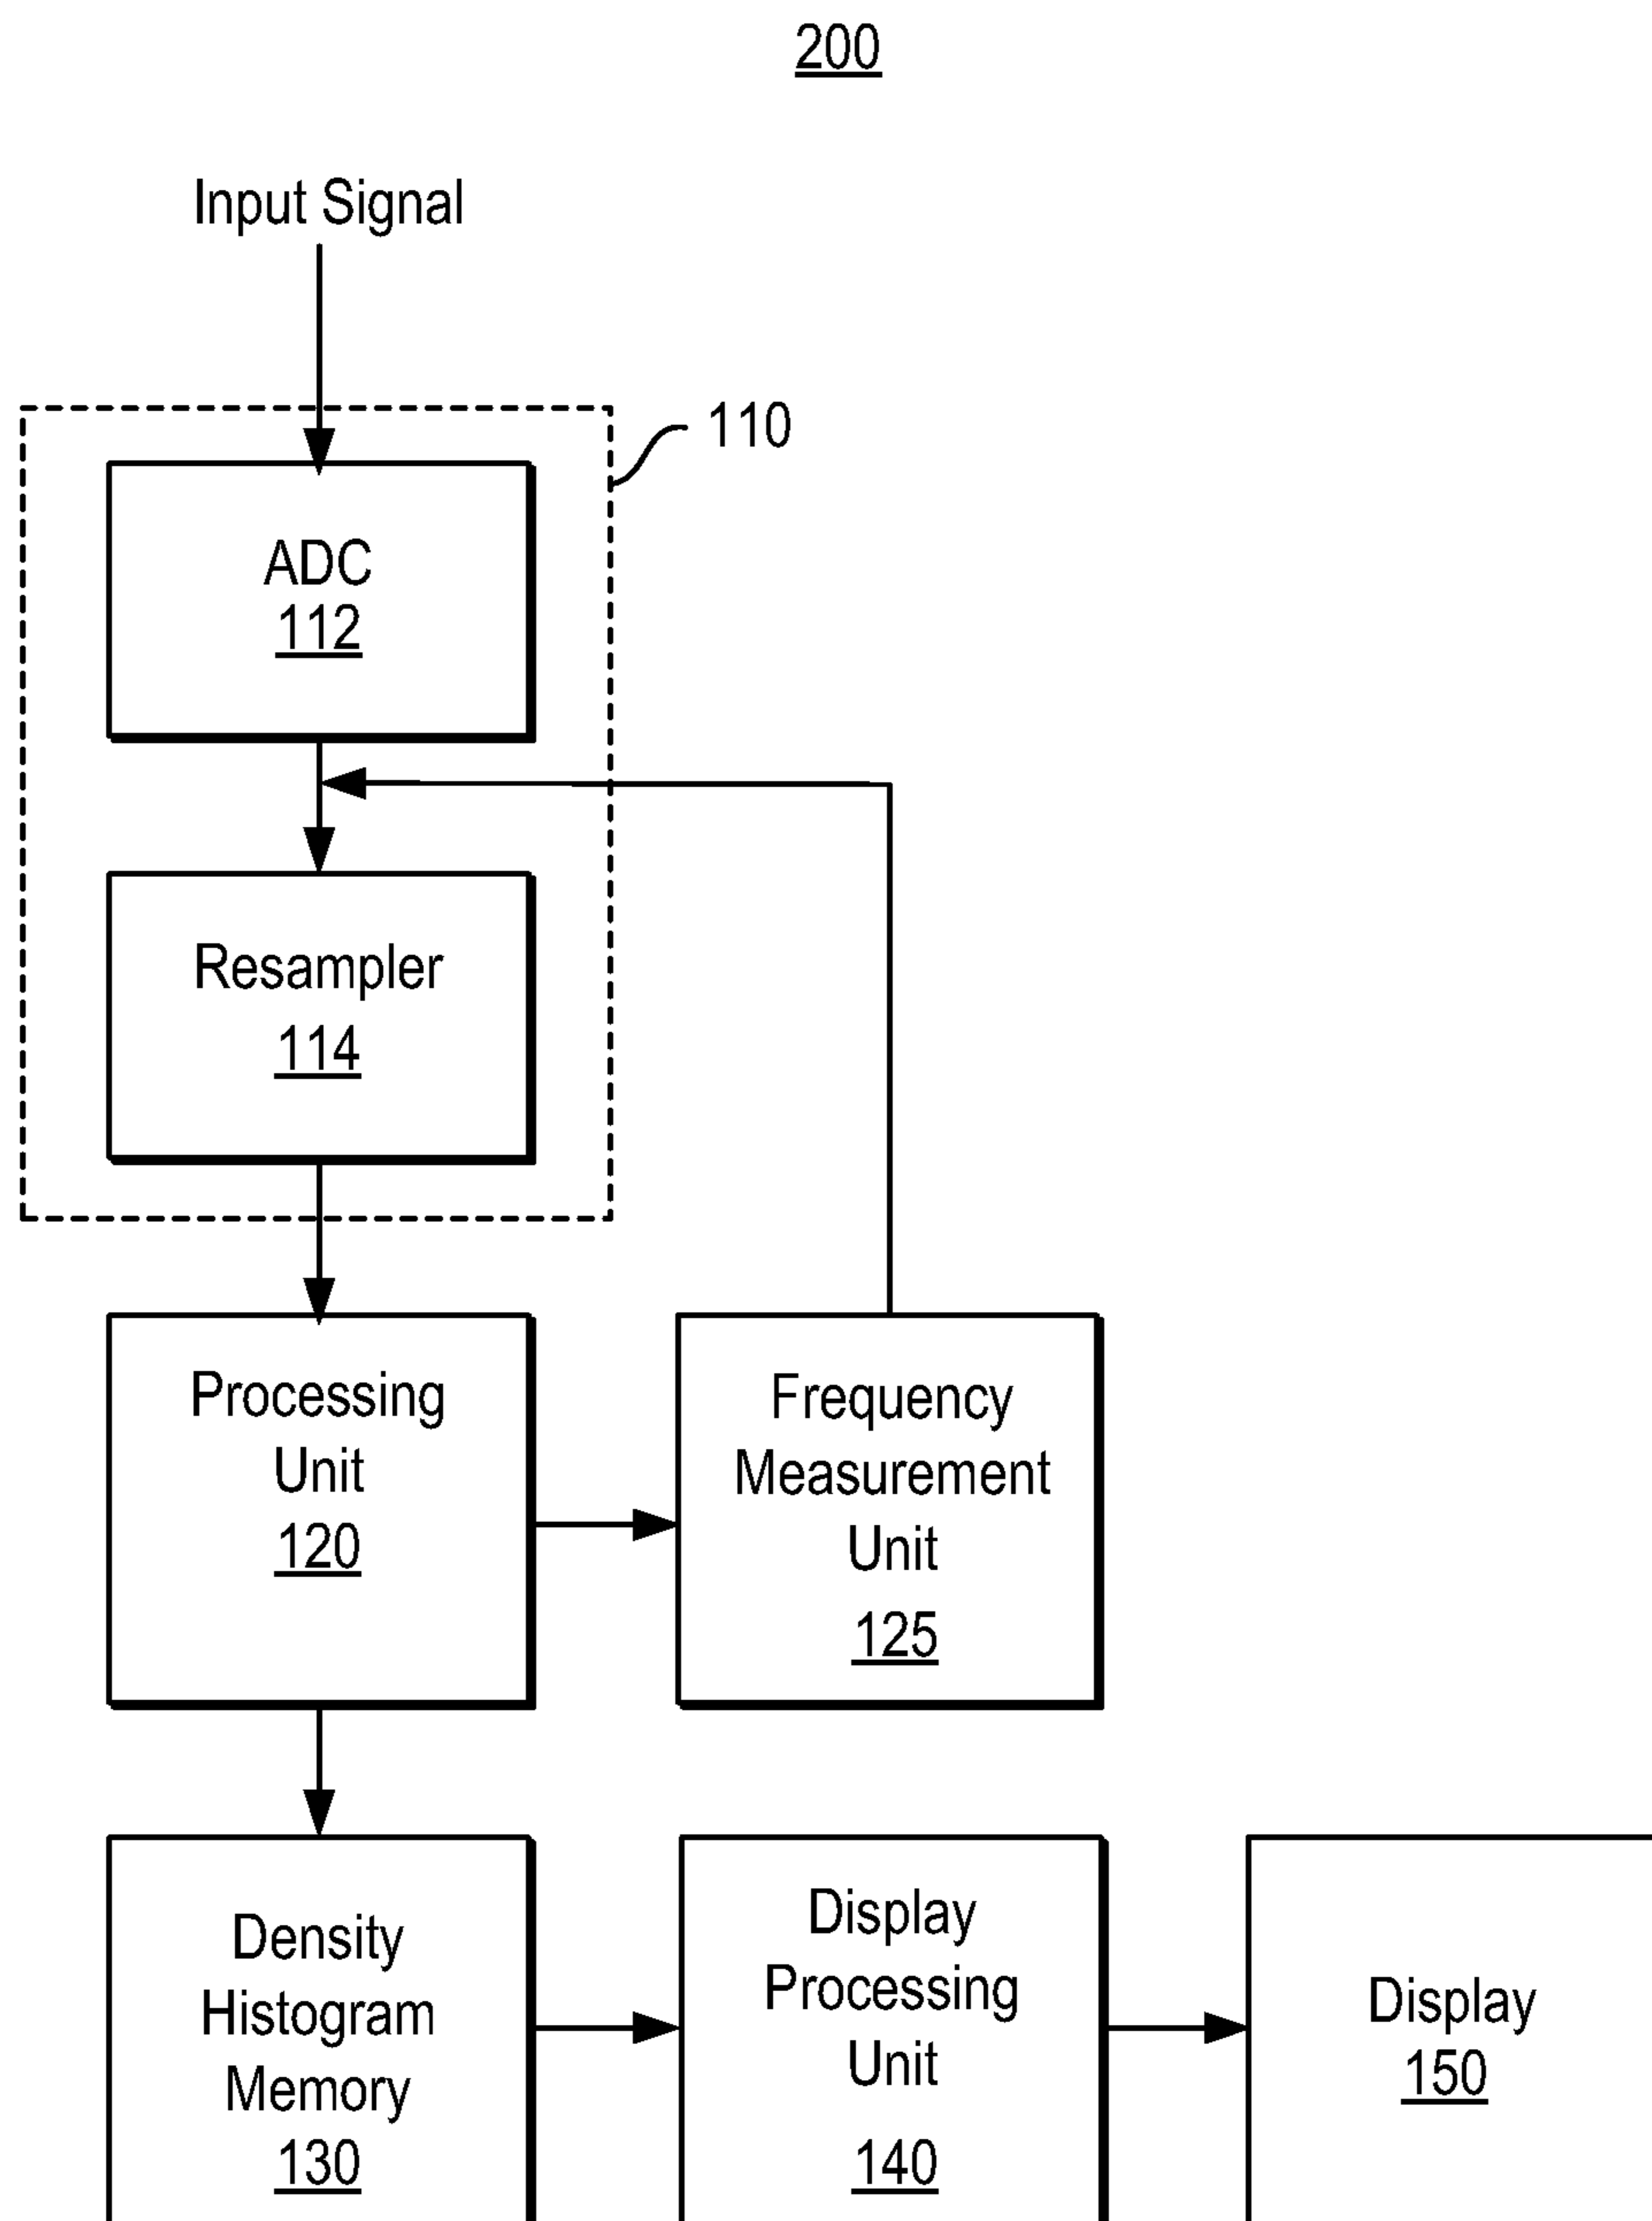 200
Input Signal
110
ADC
112
Resampler
114
Processing
Unit
120
Frequency
Measurement
Unit
125
Density
Histogram
Memory
130
Display
Processing
Unit
140
Display
150